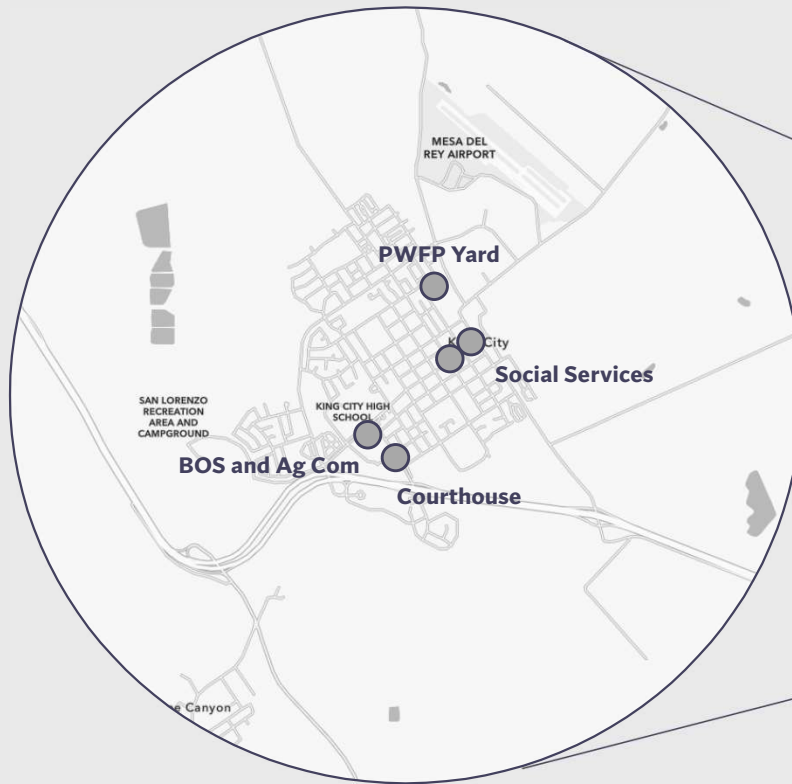 MESA DEL
REY AIRPORT
PWFP Yard
City
Social Services
SAN LORENZO
RECREATION
AREA AND
CAMPGROUND
KING CITY HIGH
SCHOOL
BOS and Ag Com
Courthouse
Canyon